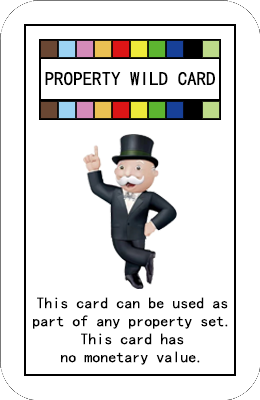 PROPERTY WILD CARD
This card can be used as
part of any property set.
This card has
no monetary value.